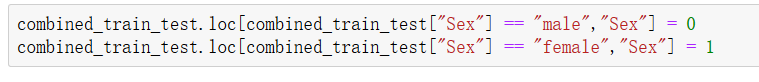 combined_train_test.loc[combined_train_test["Sex"] == "male","Sex"] = 0
combined_train_test.loc[combined_train_test["Sex"] == "female","Sex"] = 1